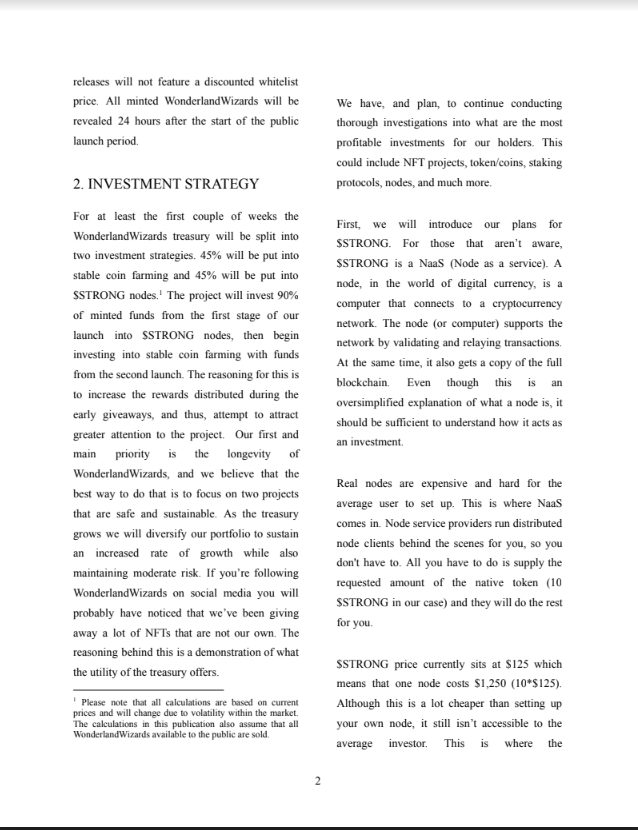 releases will not feature a discounted whitelist
price. All minted WonderlandWizards will be
revealed 24 hours after the start of the public
launch period.
2. INVESTMENT STRATEGY
For at least the first couple of weeks the
WonderlandWizards treasury will be split into
two investment strategies. 45% will be put into
stable coin farming and 45% will be put into
$STRONG nodes.¹ The project will invest 90%
of minted funds from the first stage of our
launch into $STRONG nodes, then begin
investing into stable coin farming with funds
from the second launch. The reasoning for this is
to increase the rewards distributed during the
early giveaways, and thus, attempt to attract
greater attention to the project. Our first and
main priority is the longevity of
WonderlandWizards, and we believe that the
best way to do that is to focus on two projects
that are safe and sustainable. As the treasury
grows we will diversify our portfolio to sustain
an increased rate of growth while also
maintaining moderate risk. If you're following
WonderlandWizards on social media you will
probably have noticed that we've been giving
away a lot of NFTs that are not our own. The
reasoning behind this is a demonstration of what
the utility of the treasury offers.
¹ Please note that all calculations are based on current
prices and will change due to volatility within the market.
The calculations in this publication also assume that all
WonderlandWizards available to the public are sold.
We have, and plan, to continue conducting
thorough investigations into what are the most
profitable investments for our holders. This
could include NFT projects, token/coins, staking
protocols, nodes, and much more.
First, we will introduce our plans for
$STRONG. For those that aren't aware,
$STRONG is a NaaS (Node as a service). A
node, in the world of digital currency, is a
computer that connects to a cryptocurrency
network. The node (or computer) supports the
network by validating and relaying transactions.
At the same time, it also gets a copy of the full
blockchain. Even though this is an
oversimplified explanation of what a node is, it
should be sufficient to understand how it acts as
an investment.
Real nodes are expensive and hard for the
average user to set up. This is where NaaS
comes in. Node service providers run distributed
node clients behind the scenes for you, so you
don't have to. All you have to do is supply the
requested amount of the native token (10
$STRONG in our case) and they will do the rest
for you.
$STRONG price currently sits at $125 which
means that one node costs $1,250 (10*$125).
Although this is a lot cheaper than setting up
your own node, it still isn't accessible to the
average investor. This is where the
2